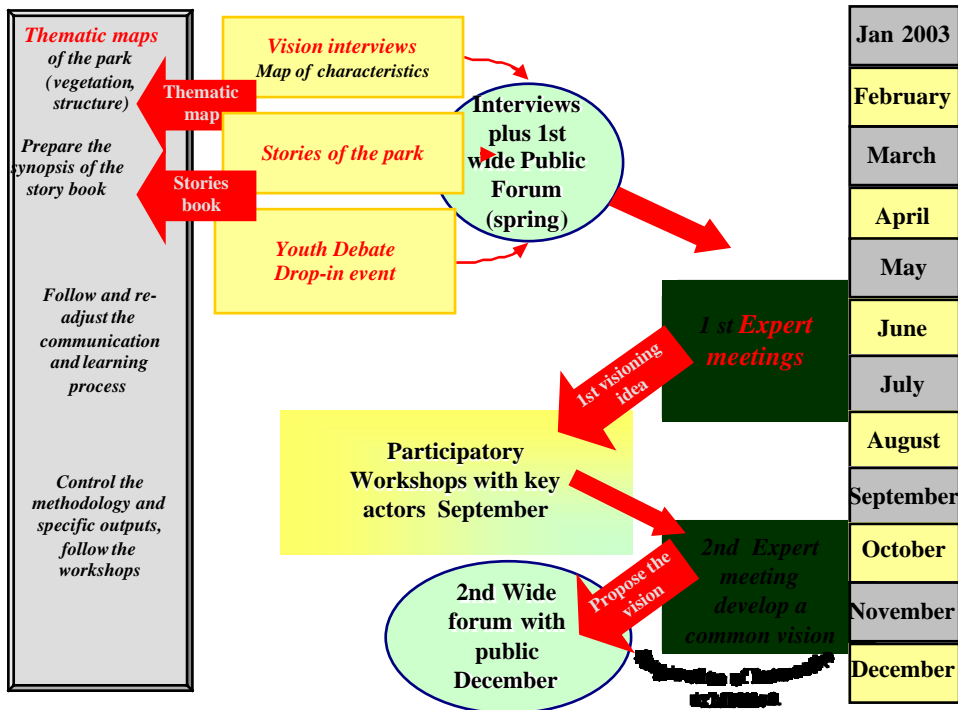 Thematic maps
of the park
(vegetation,
structure)
Prepare the
synopsis of the
story book
Follow and re-
adjust the
communication
and learning
process
Control the
methodology and
specific outputs,
follow the
workshops
Thematic
map
Stories
book
Vision interviews
Map of characteristics
Stories of the park
Youth Debate
Drop-in event
Interviews
plus 1st
wide Public
Forum
(spring)
1 st Expert
meetings
1st visioning
idea
Participatory
Workshops with key
actors September
2nd Expert
meeting
develop a
common vision
Propose the
vision
2nd Wide
forum with
public
December
of
Jan 2003
February
March
April
May
June
July
August
September
October
November
December